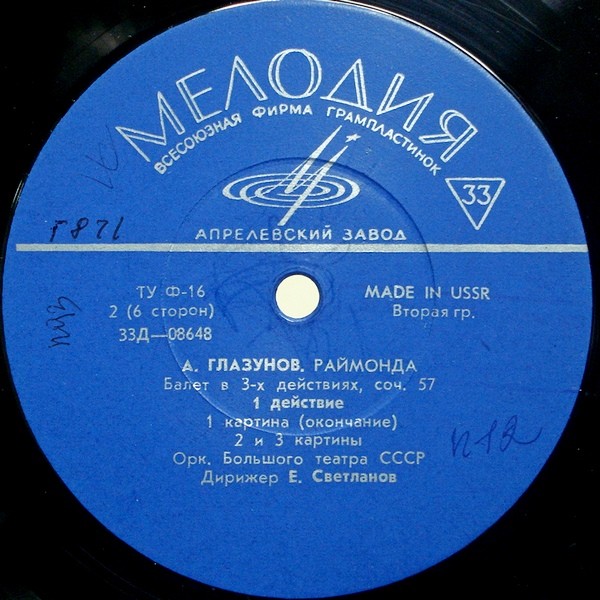 МЕЛОДИЯ
ВСЕСОЮЗНАЯ ФИРМА ГРАМПЛАСТИНОК
33
АПРЕЛЕВСКИЙ ЗАВОД
Г871
ТУ Ф-16
2 (6 сторон)
33Д—08648
MADE IN USSR
Вторая гр.
А. ГЛАЗУНОВ. РАЙМОНДА
Балет в 3-х действиях, соч. 57
1 действие
1 картина (окончание)
2 и 3 картины
Орк. Большого театра СССР
Дирижер Е. Светланов